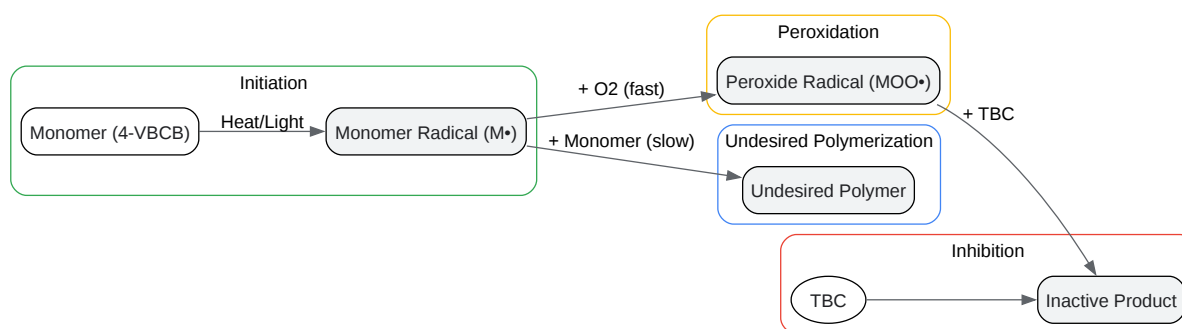 Peroxidation
Initiation
Peroxide Radical (MOO•)
+ O2 (fast)
Monomer (4-VBCB)
Heat/Light
Monomer Radical (M•)
+ TBC
+ Monomer (slow)
Undesired Polymerization
Undesired Polymer
Inhibition
TBC
Inactive Product